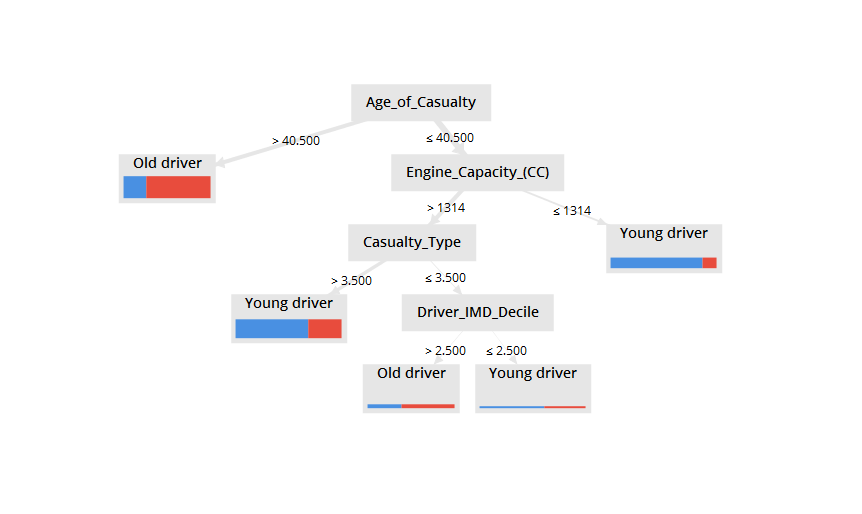 Age_of_Casualty
> 40.500
≤ 40.500
Old driver
Engine_Capacity_(CC)
> 1314
≤ 1314
Casualty_Type
Young driver
> 3.500
≤ 3.500
Young driver
Driver_IMD_Decile
> 2.500
≤ 2.500
Old driver
Young driver